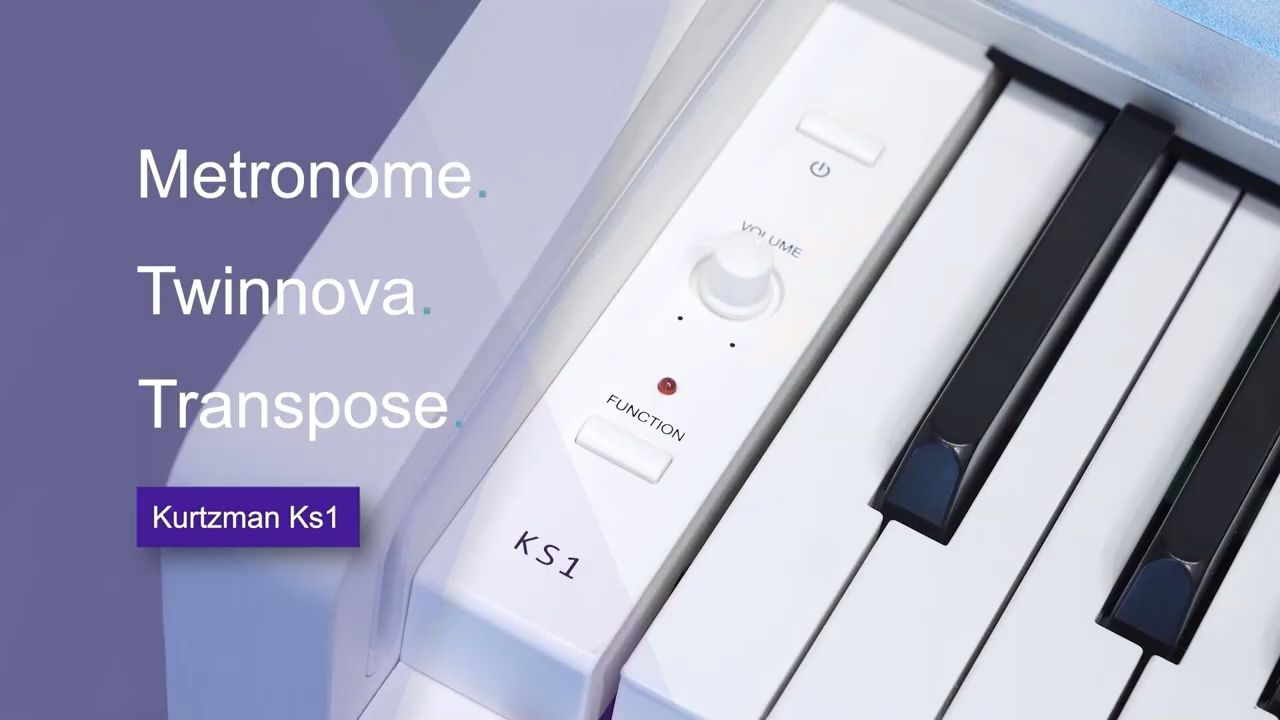 Metronome.
Twinnova.
Transpose.
Kurtzman Ks1
VOLUME
FUNCTION
KS1